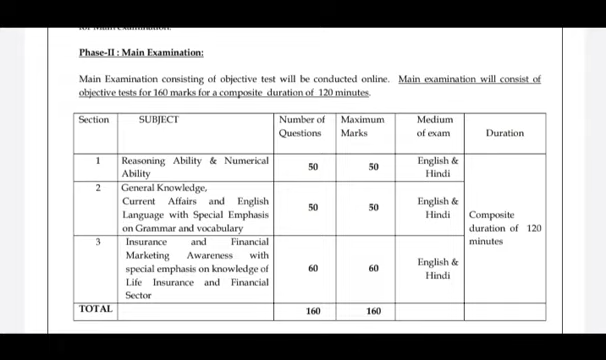 for Main examination.
Phase-II : Main Examination:
Main Examination consisting of objective test will be conducted online. Main examination will consist of
objective tests for 160 marks for a composite duration of 120 minutes.
Section SUBJECT Number of Questions Maximum Marks Medium of exam Duration
1 Reasoning Ability & Numerical
Ability 50 50 English & Hindi
2 General Knowledge,
Current Affairs and English
Language with Special Emphasis
on Grammar and vocabulary 50 50 English & Hindi
3 Insurance and Financial
Marketing Awareness with
special emphasis on knowledge of
Life Insurance and Financial
Sector 60 60 English & Hindi
Composite
duration of 120
minutes
TOTAL 160 160